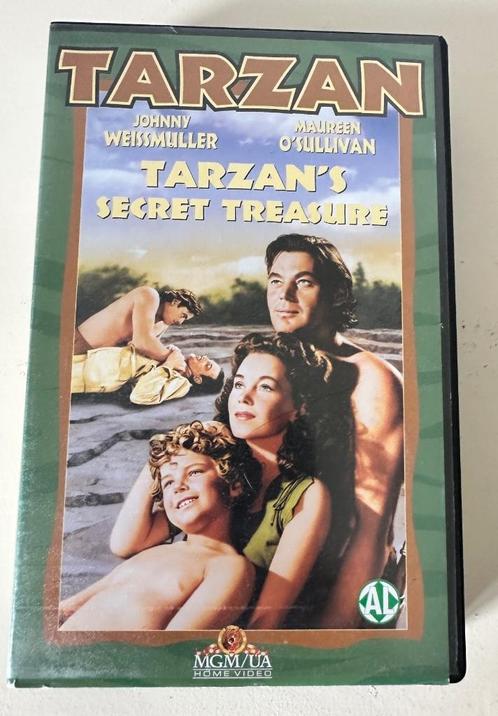 TARZAN
JOHNNY WEISSMULLER
MAUREEN O'SULLIVAN
TARZAN'S
SECRET TREASURE
AL
MGM/UA
HOME VIDEO